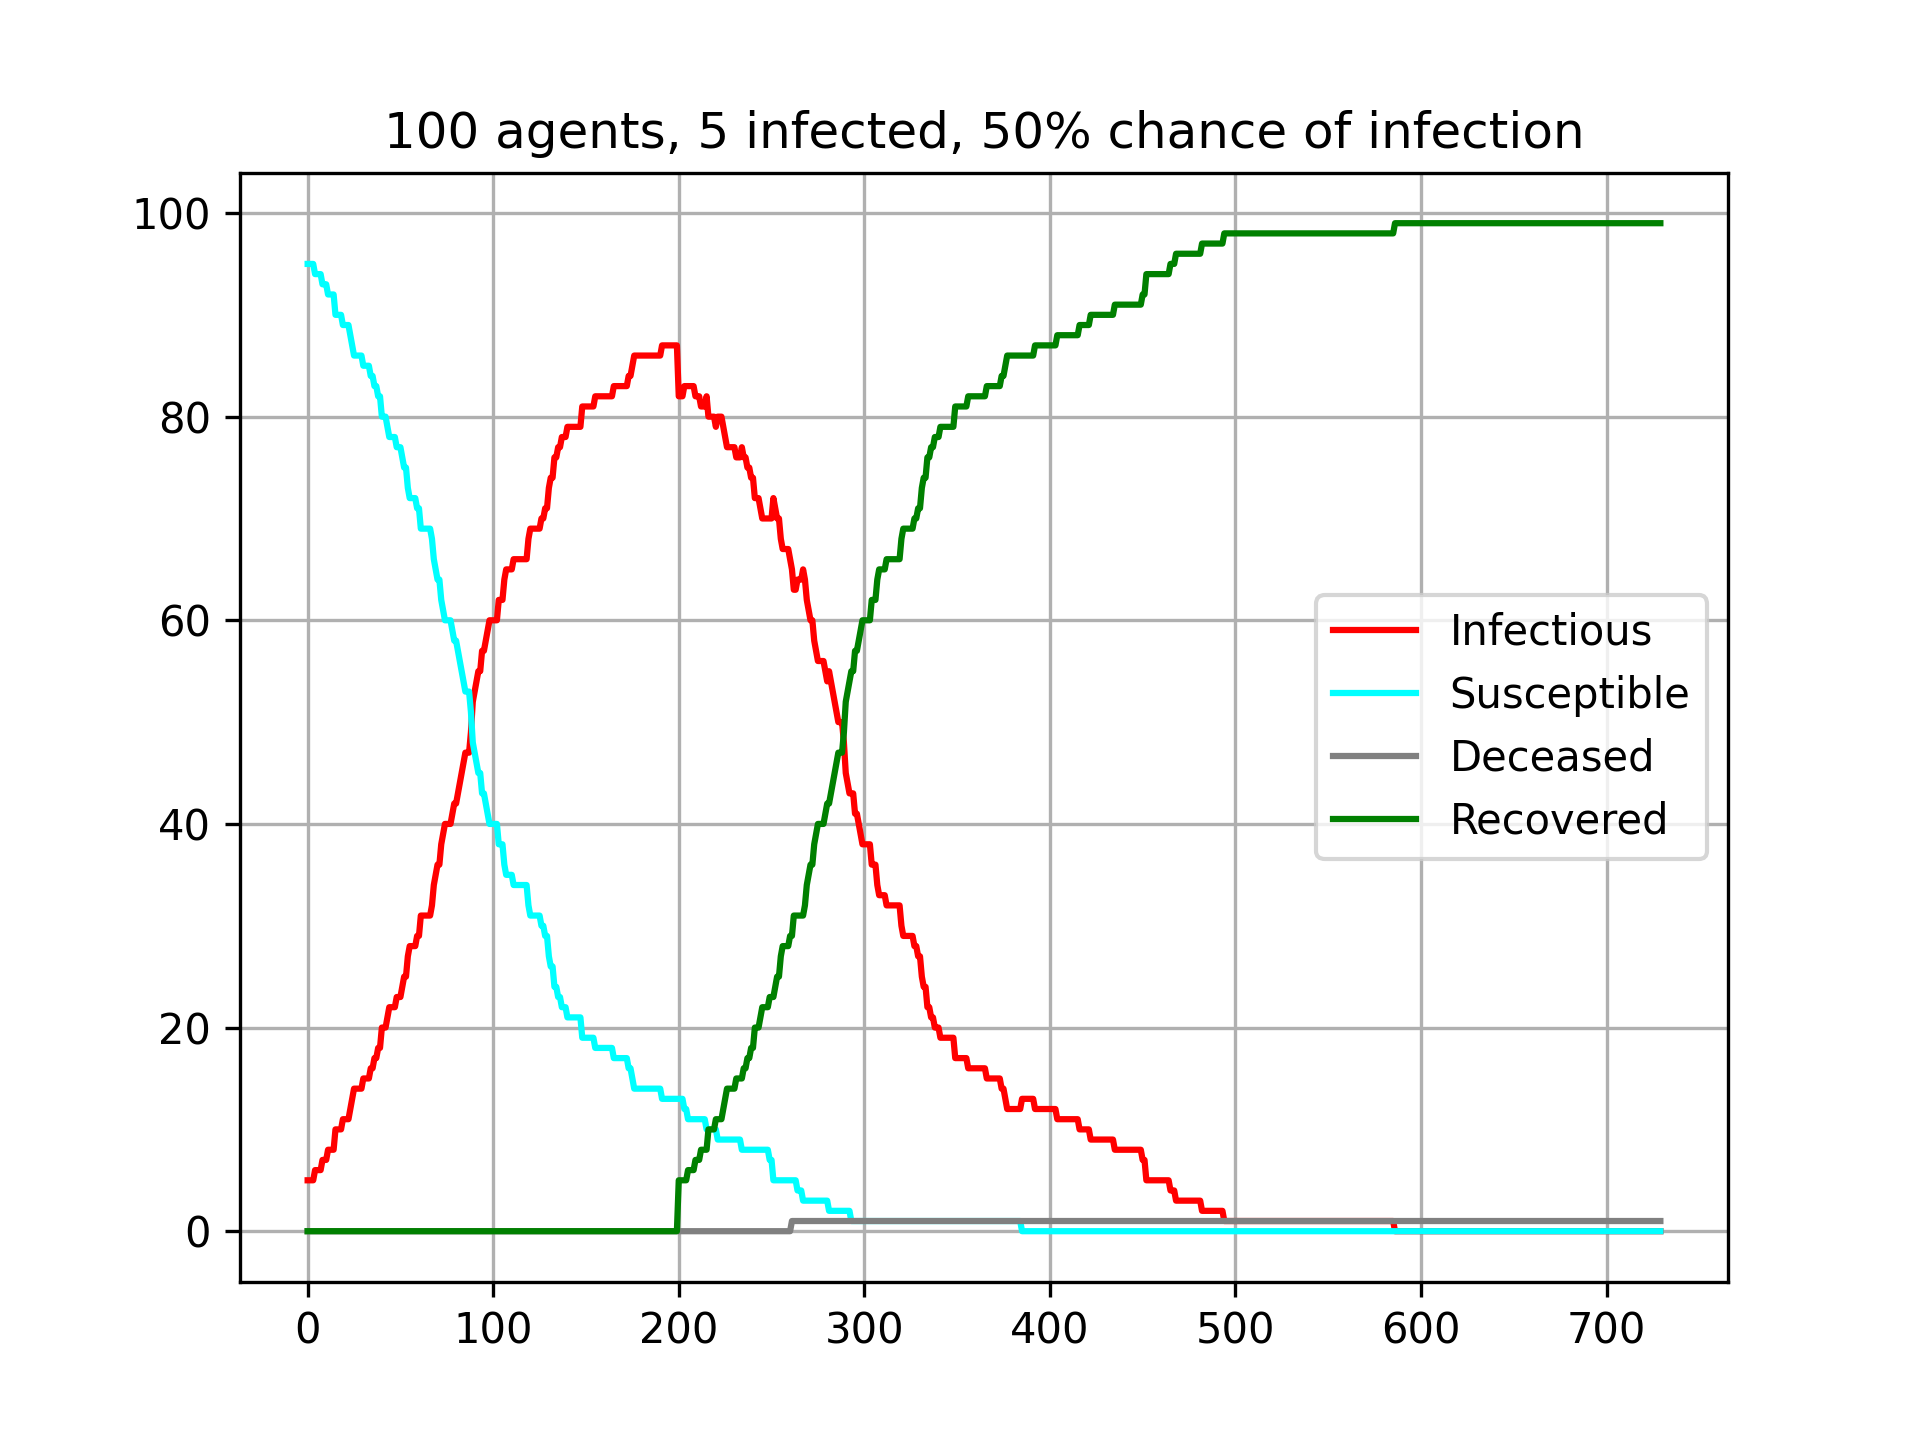 100 agents, 5 infected, 50% chance of infection
100
80
60
40
20
0
Infectious
Susceptible
Deceased
Recovered
0 100 200 300 400 500 600 700